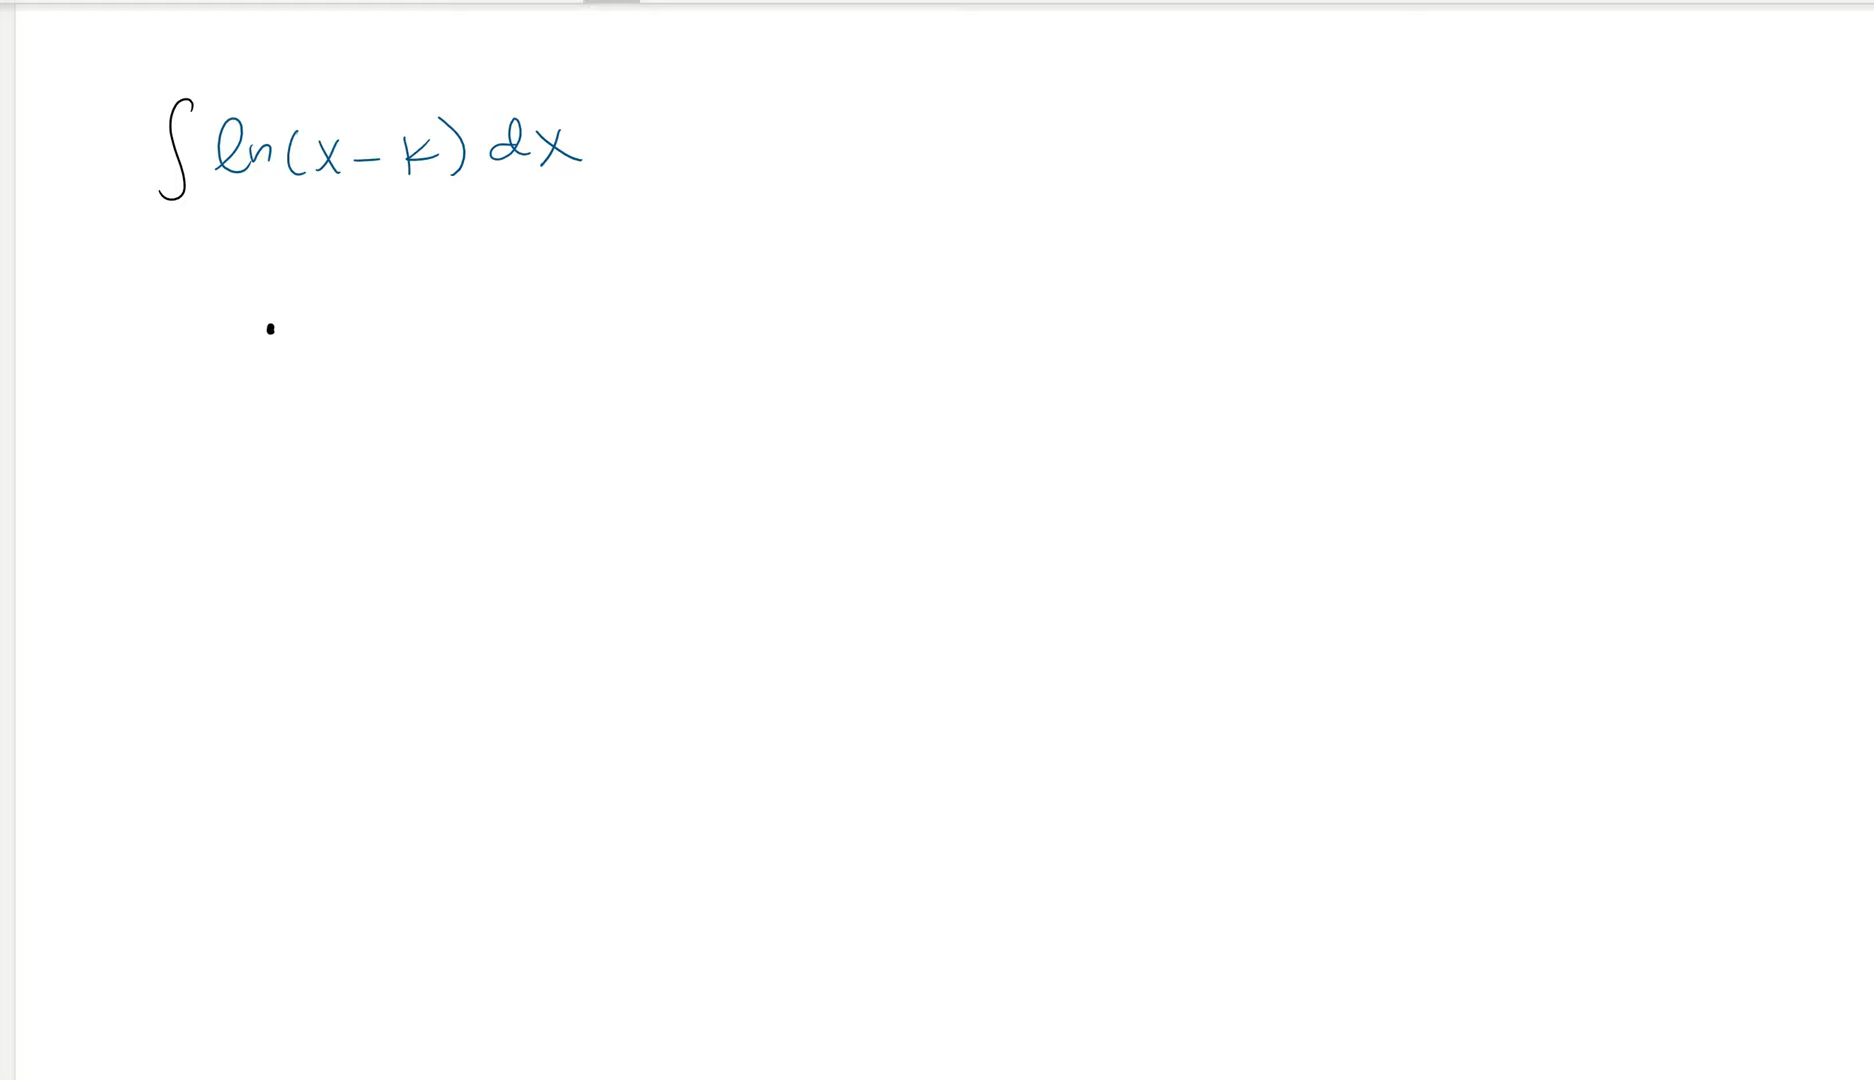 ∫ ln(x-k) dx